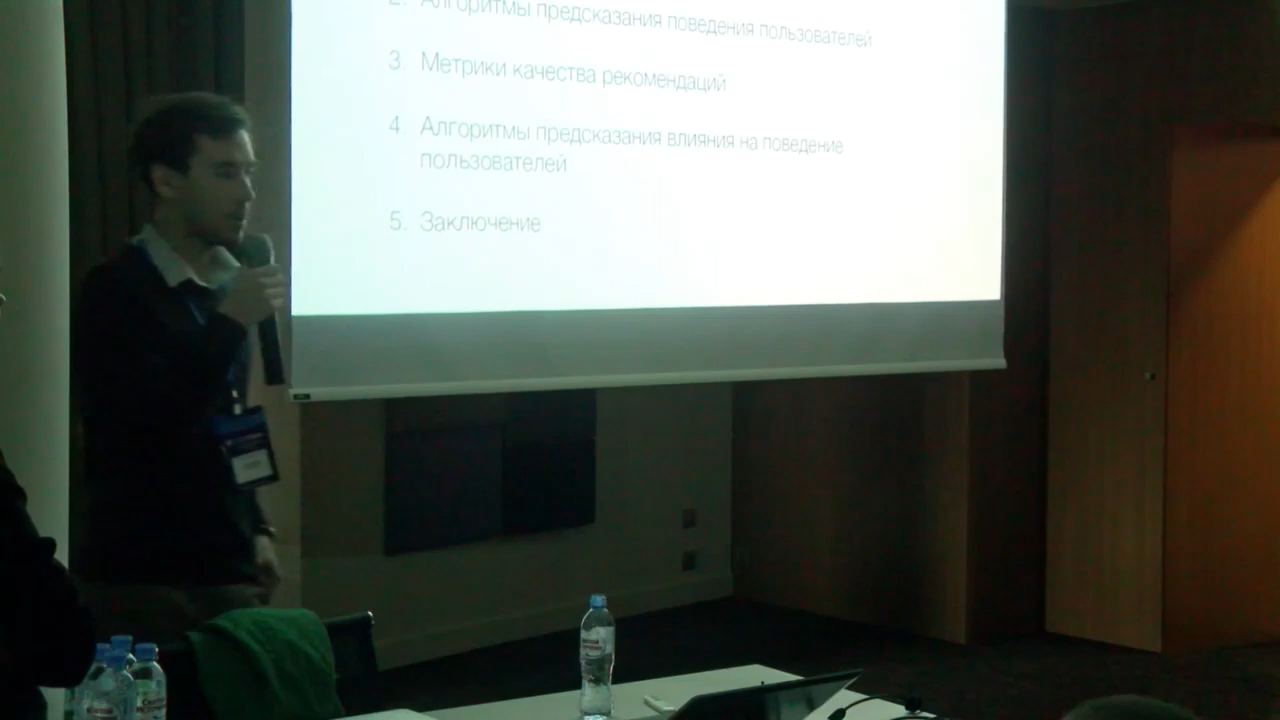 2. Алгоритмы предсказания поведения пользователей
3. Метрики качества рекомендаций
4. Алгоритмы предсказания влияния на поведение
пользователей
5. Заключение